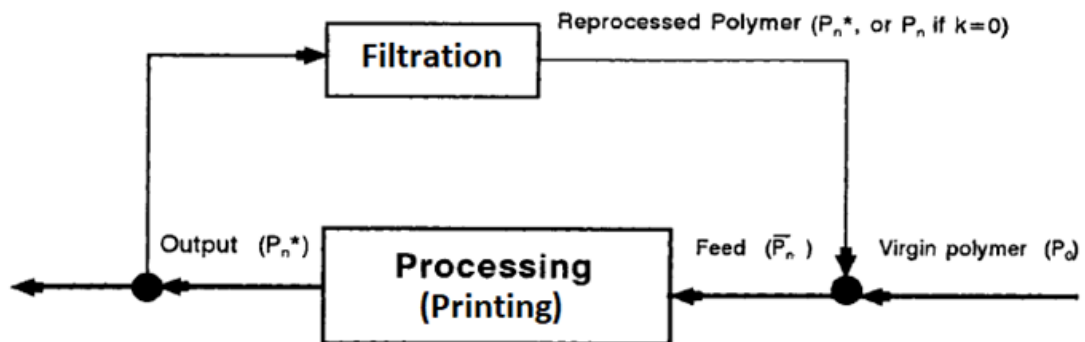 Reprocessed Polymer (Pn*, or Pn if k=0)
Filtration
Output (Pn*)
Processing
(Printing)
Feed (P̅n)
Virgin polymer (P0)